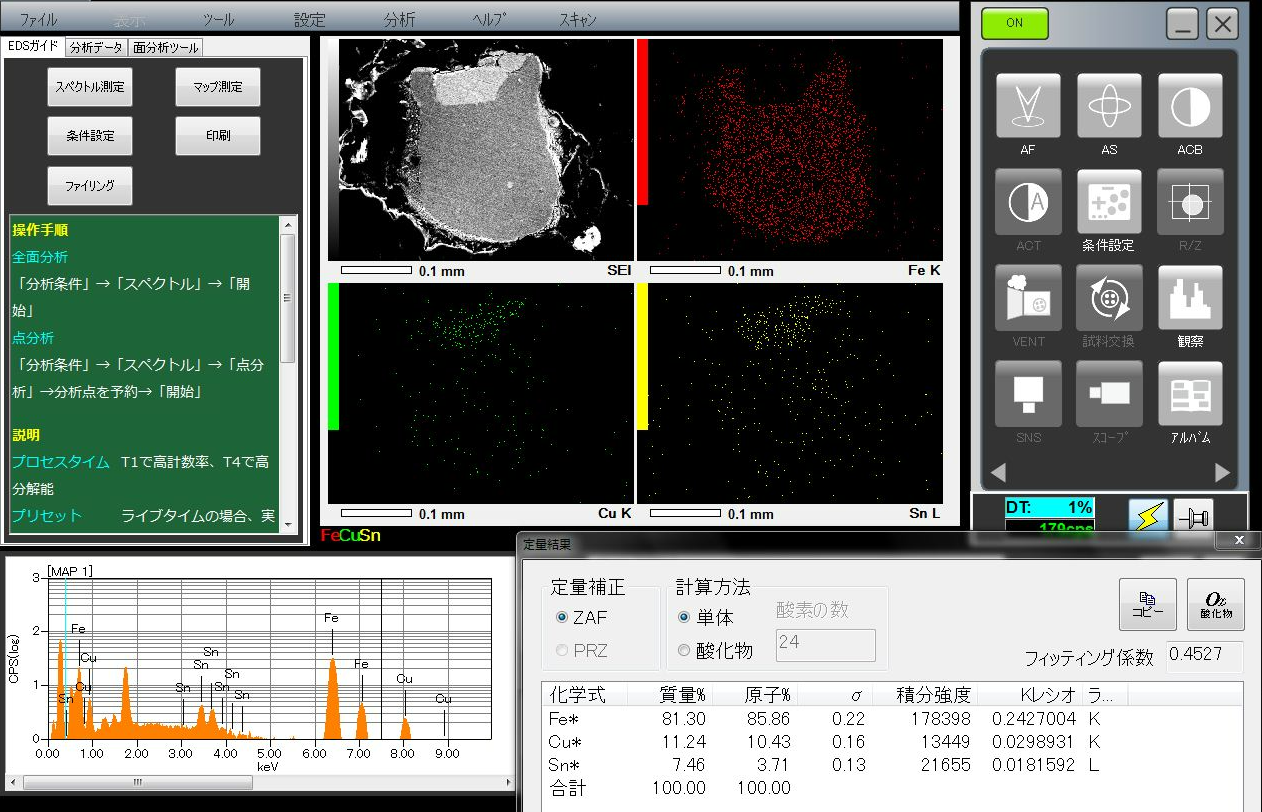 ファイル 表示 ツール 設定 分析 ヘルプ スキャン
EDSガイド 分析データ 面分析ツール
スペクトル測定 マップ測定
条件設定 印刷
ファイリング
操作手順
全面分析
「分析条件」→「スペクトル」→「開
始」
点分析
「分析条件」→「スペクトル」→「点分
析」→分析点を予約→「開始」
説明
プロセスタイム T1で高計数率、T4で高
分解能
プリセット ライブタイムの場合、実
0.1 mm SEI
0.1 mm Fe K
0.1 mm Cu K
0.1 mm Sn L
FeCuSn
ON
AF AS ACB
ACT 条件設定 R/Z
VENT 試料交換 観察
SNS スコープ アルバム
DT: 1%
179cps
[MAP 1]
CPS(log)
3
2
1
0
Fe
Cu
Sn
Cu
Sn
Sn
Sn
Sn
Sn
Sn
Fe
Fe
Cu
Cu
0.00 1.00 2.00 3.00 4.00 5.00 6.00 7.00 8.00 9.00
keV
定量結果
x
定量補正 計算方法
ZAF 単体 酸素の数
PRZ 酸化物 24
コピー
Ox
酸化物
フィッティング係数 0.4527
化学式 質量% 原子% σ 積分強度 Kレシオ ラ...
Fe* 81.30 85.86 0.22 178398 0.2427004 K
Cu* 11.24 10.43 0.16 13449 0.0298931 K
Sn* 7.46 3.71 0.13 21655 0.0181592 L
合計 100.00 100.00